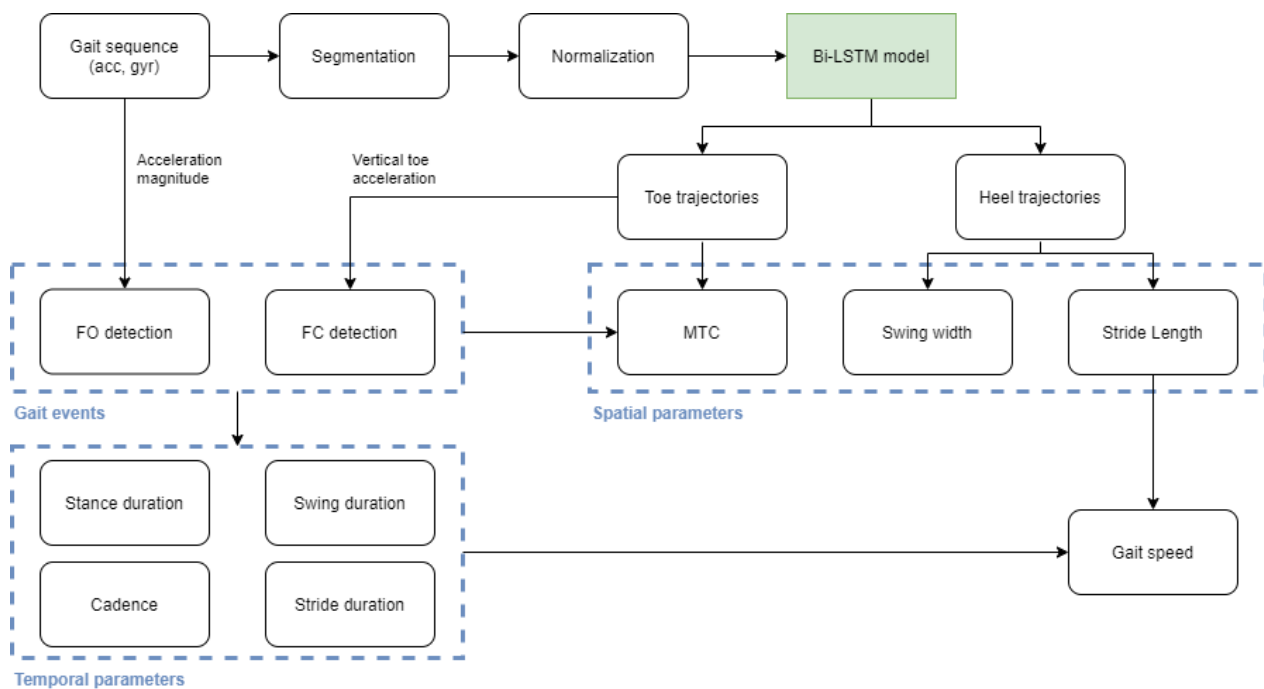 Gait sequence
(acc, gyr)
Segmentation
Normalization
Bi-LSTM model
Acceleration
magnitude
Vertical toe
acceleration
Toe trajectories
Heel trajectories
FO detection
FC detection
MTC
Swing width
Stride Length
Gait events
Spatial parameters
Stance duration
Swing duration
Gait speed
Cadence
Stride duration
Temporal parameters